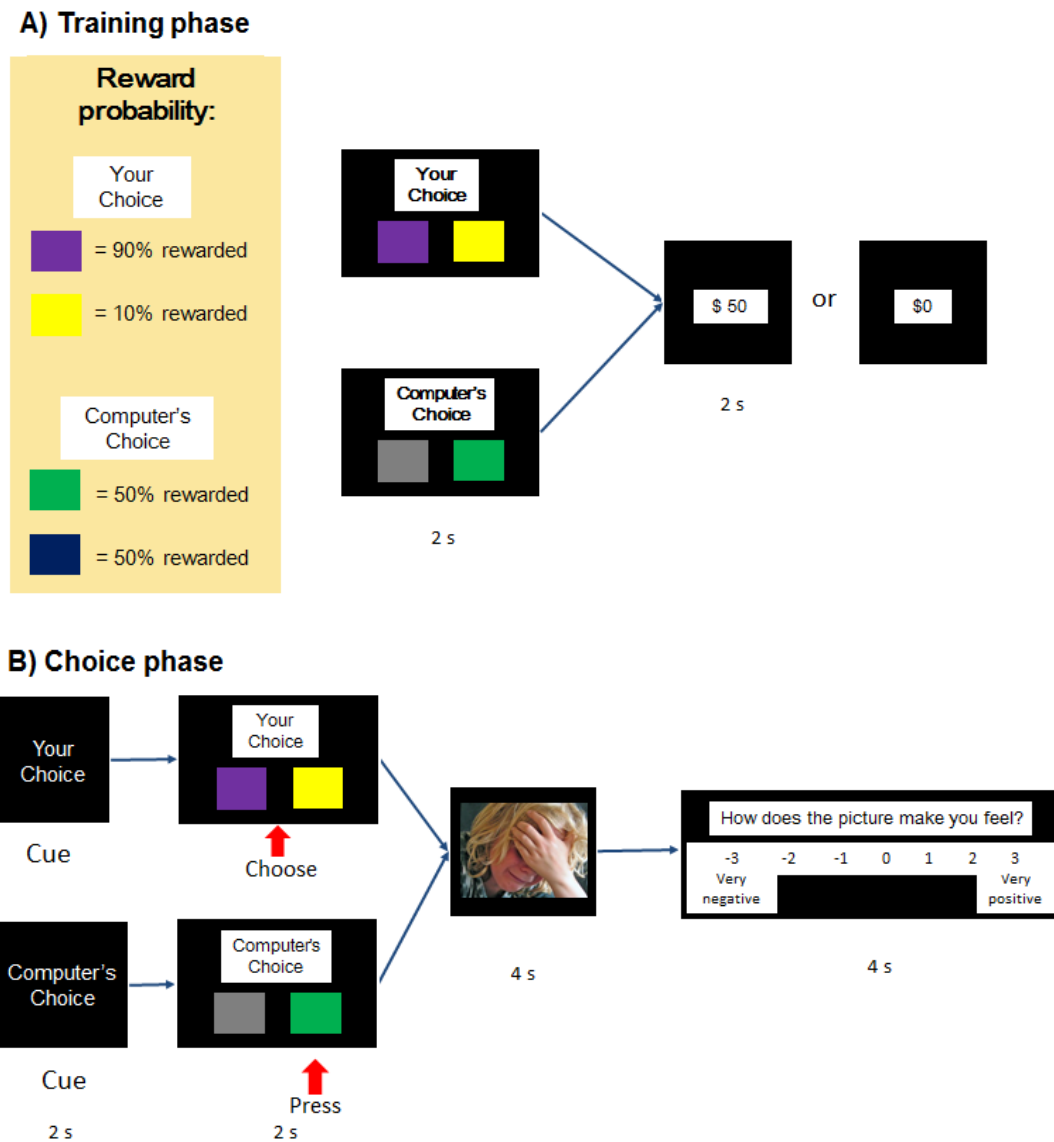 A) Training phase
Reward
probability:
Your
Choice
= 90% rewarded
= 10% rewarded
Computer's
Choice
= 50% rewarded
= 50% rewarded
Your
Choice
Computer's
Choice
2 s
$ 50
or
$0
2 s
B) Choice phase
Your
Choice
Cue
Your
Choice
Choose
Computer's
Choice
Cue
2 s
Computer's
Choice
Press
2 s
4 s
How does the picture make you feel?
-3 -2 -1 0 1 2 3
Very Very
negative positive
4 s